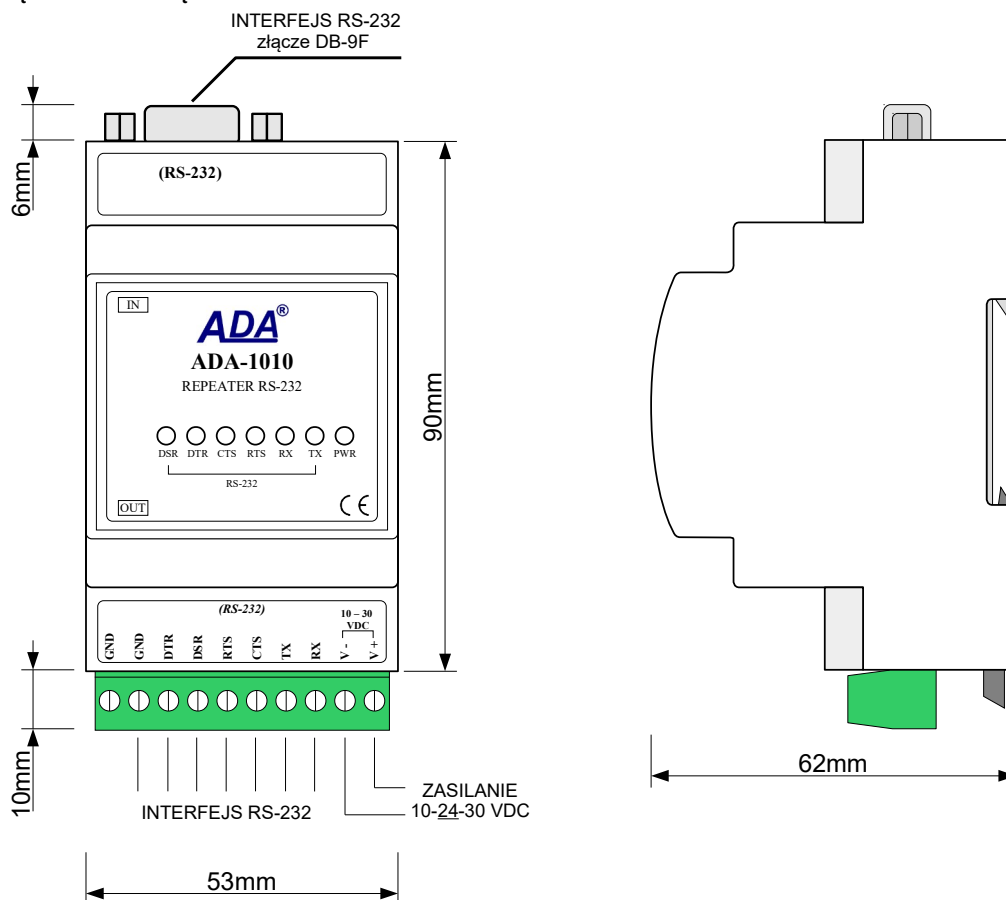 INTERFEJS RS-232
złącze DB-9F
6mm
(RS-232)
IN
ADA®
ADA-1010
REPEATER RS-232
DSR DTR CTS RTS RX TX PWR
RS-232
OUT
CE
90mm
(RS-232)
10 – 30
VDC
GND GND DTR DSR RTS CTS TX RX V - V +
10mm
INTERFEJS RS-232
ZASILANIE
10-24-30 VDC
53mm
62mm